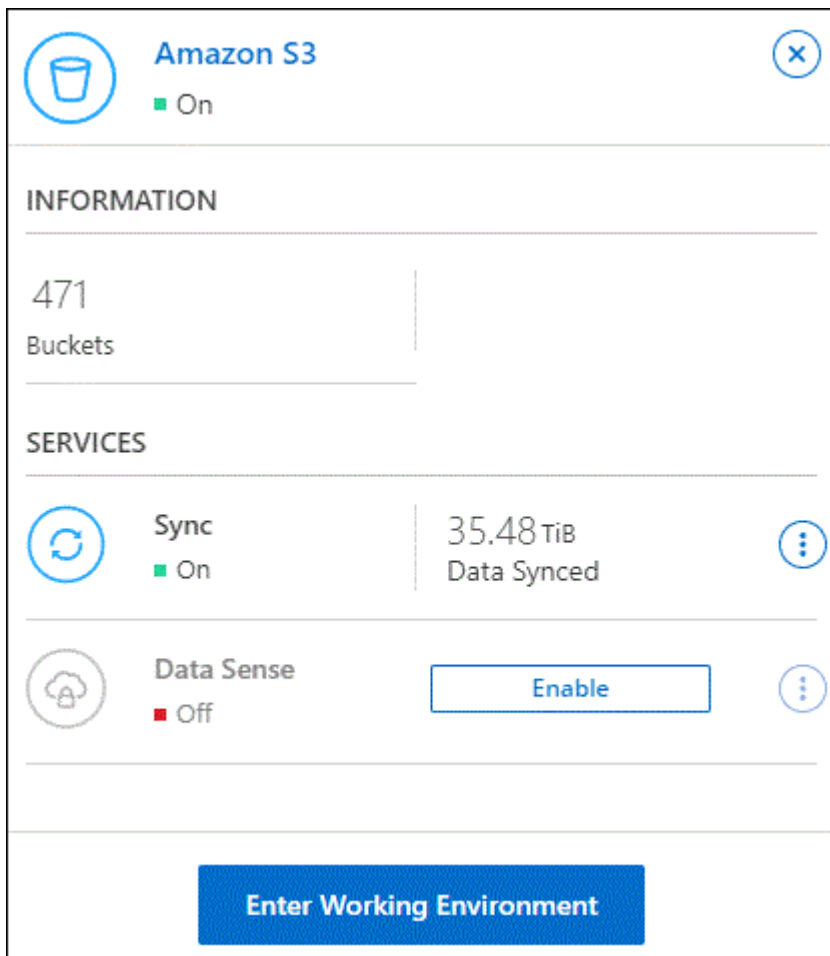 Amazon S3
On
INFORMATION
471
Buckets
SERVICES
Sync
On
35.48 TiB
Data Synced
Data Sense
Off
Enable
Enter Working Environment